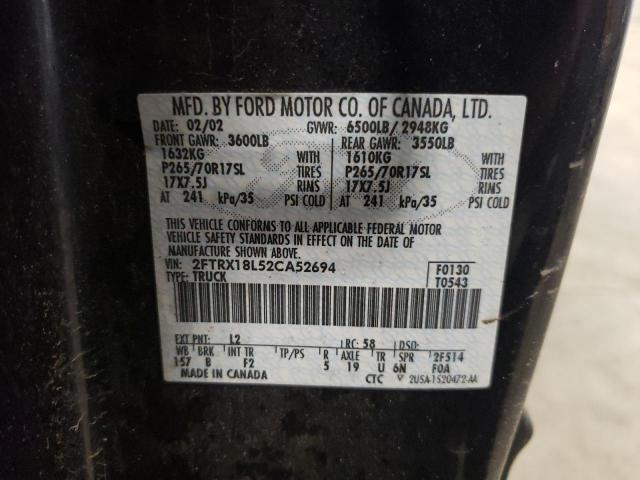 MFD. BY FORD MOTOR CO. OF CANADA, LTD.
DATE: 02/02 GVWR: 6500LB/ 2948KG
FRONT GAWR: 3600LB REAR GAWR: 3550LB
1632KG WITH 1610KG WITH
P265/70R17SL TIRES P265/70R17SL TIRES
17X7.5J RIMS 17X7.5J RIMS
AT 241 kPa/35 PSI COLD AT 241 kPa/35 PSI COLD
THIS VEHICLE CONFORMS TO ALL APPLICABLE FEDERAL MOTOR
VEHICLE SAFETY STANDARDS IN EFFECT ON THE DATE OF
MANUFACTURE SHOWN ABOVE.
VIN: 2FTRX18L52CA52694 F0130
TYPE: TRUCK T0543
EXT PNT: L2 RC: 58 DSO:
WB BRK INT TR TP/PS R AXLE TR SPR 2F514
157 B F2 5 19 U 6N F0A
MADE IN CANADA CTC 2U5A-1520472-AA